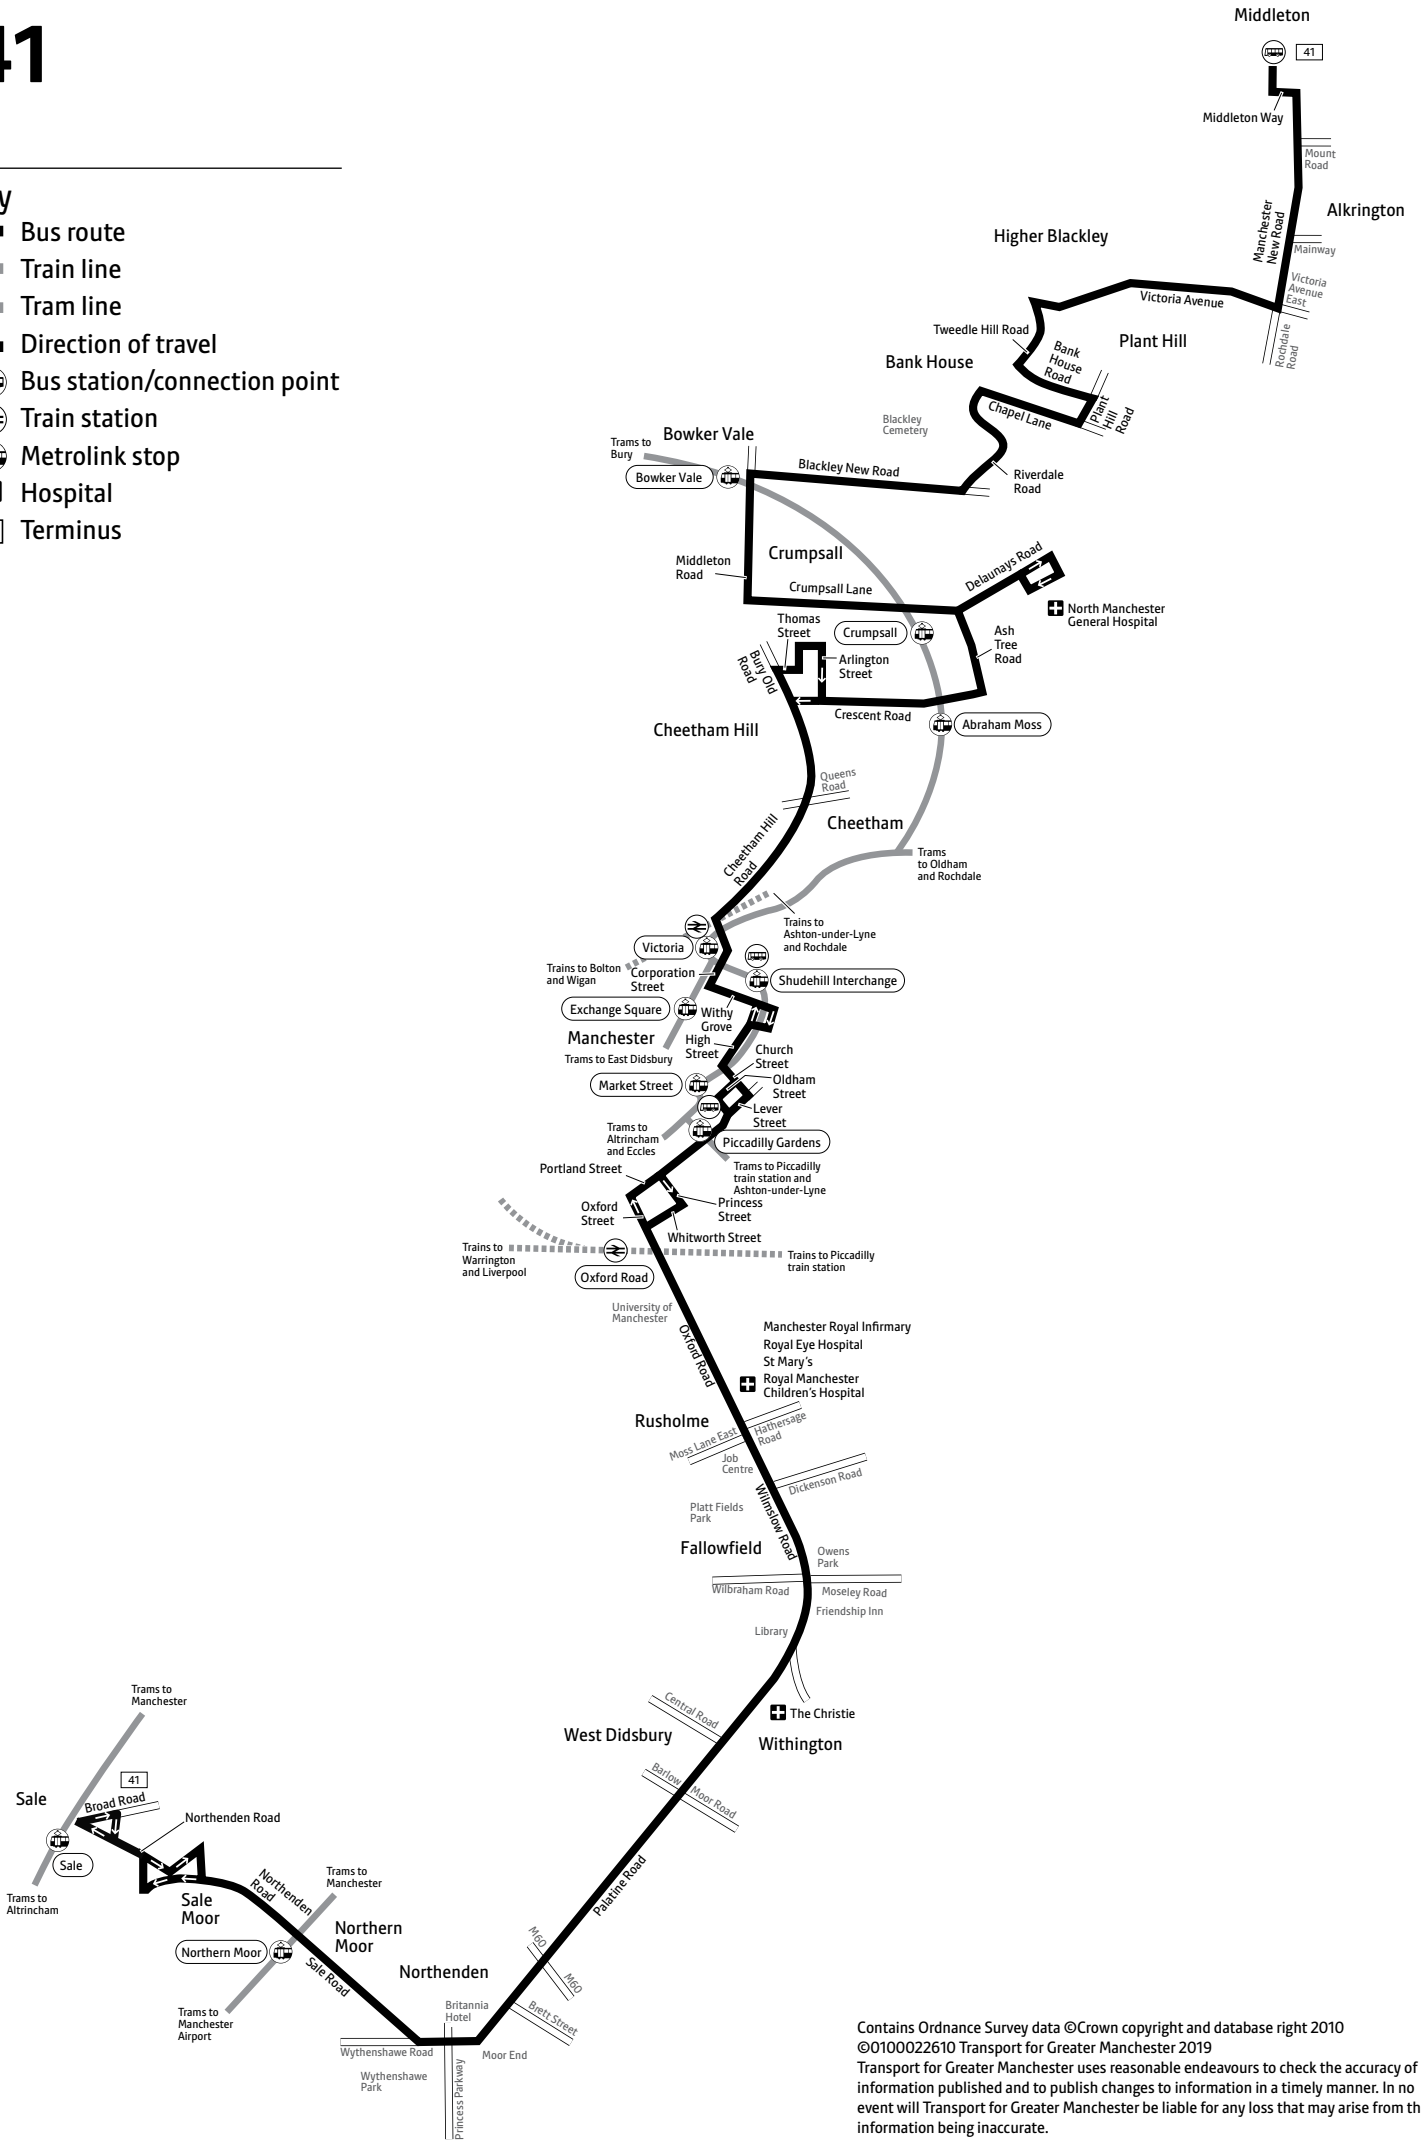 41
Middleton
41
Middleton Way
Mount
Road
Alkrington
Manchester
New Road
Mainway
Victoria
Avenue
East
Rochdale
Road
y
Bus route
Train line
Tram line
Direction of travel
Bus station/connection point
Train station
Metrolink stop
Hospital
Terminus
Higher Blackley
Victoria Avenue
Tweedle Hill Road
Plant Hill
Bank
House
Road
Bank House
Plant
Hill
Road
Chapel Lane
Blackley
Cemetery
Bowker Vale
Trams to
Bury
Bowker Vale
Blackley New Road
Riverdale
Road
Crumpsall
Middleton
Road
Crumpsall Lane
Delaunays Road
North Manchester
General Hospital
Thomas
Street
Crumpsall
Ash
Tree
Road
Bury Old
Road
Arlington
Street
Crescent Road
Abraham Moss
Cheetham Hill
Queens
Road
Cheetham
Cheetham Hill
Road
Trams
to Oldham
and Rochdale
Trains to
Ashton-under-Lyne
and Rochdale
Victoria
Trains to Bolton
and Wigan
Corporation
Street
Shudehill Interchange
Exchange Square
Withy
Grove
Manchester
High
Street
Trams to East Didsbury
Church
Street
Market Street
Oldham
Street
Lever
Street
Trams to
Altrincham
and Eccles
Piccadilly Gardens
Portland Street
Trams to Piccadilly
train station and
Ashton-under-Lyne
Oxford
Street
Princess
Street
Whitworth Street
Trains to
Warrington
and Liverpool
Trains to Piccadilly
train station
Oxford Road
University of
Manchester
Oxford Road
Manchester Royal Infirmary
Royal Eye Hospital
St Mary's
Royal Manchester
Children's Hospital
Rusholme
Moss Lane East
Hathersage
Road
Job
Centre
Dickenson Road
Wilmslow Road
Platt Fields
Park
Fallowfield
Owens
Park
Wilbraham Road
Moseley Road
Friendship Inn
Library
Central Road
The Christie
West Didsbury
Withington
Barlow Moor Road
Palatine Road
Trams to
Manchester
41
Sale
Broad Road
Northenden Road
Sale
Trams to
Altrincham
Sale
Moor
Northenden
Road
Trams to
Manchester
Northern
Moor
Northern Moor
Sale Road
Northenden
M60
M60
Trams to
Manchester
Airport
Britannia
Hotel
Brett Street
Wythenshawe Road
Moor End
Wythenshawe
Park
Princess Parkway
Contains Ordnance Survey data ©Crown copyright and database right 2010
©0100022610 Transport for Greater Manchester 2019
Transport for Greater Manchester uses reasonable endeavours to check the accuracy of
information published and to publish changes to information in a timely manner. In no
event will Transport for Greater Manchester be liable for any loss that may arise from th
information being inaccurate.